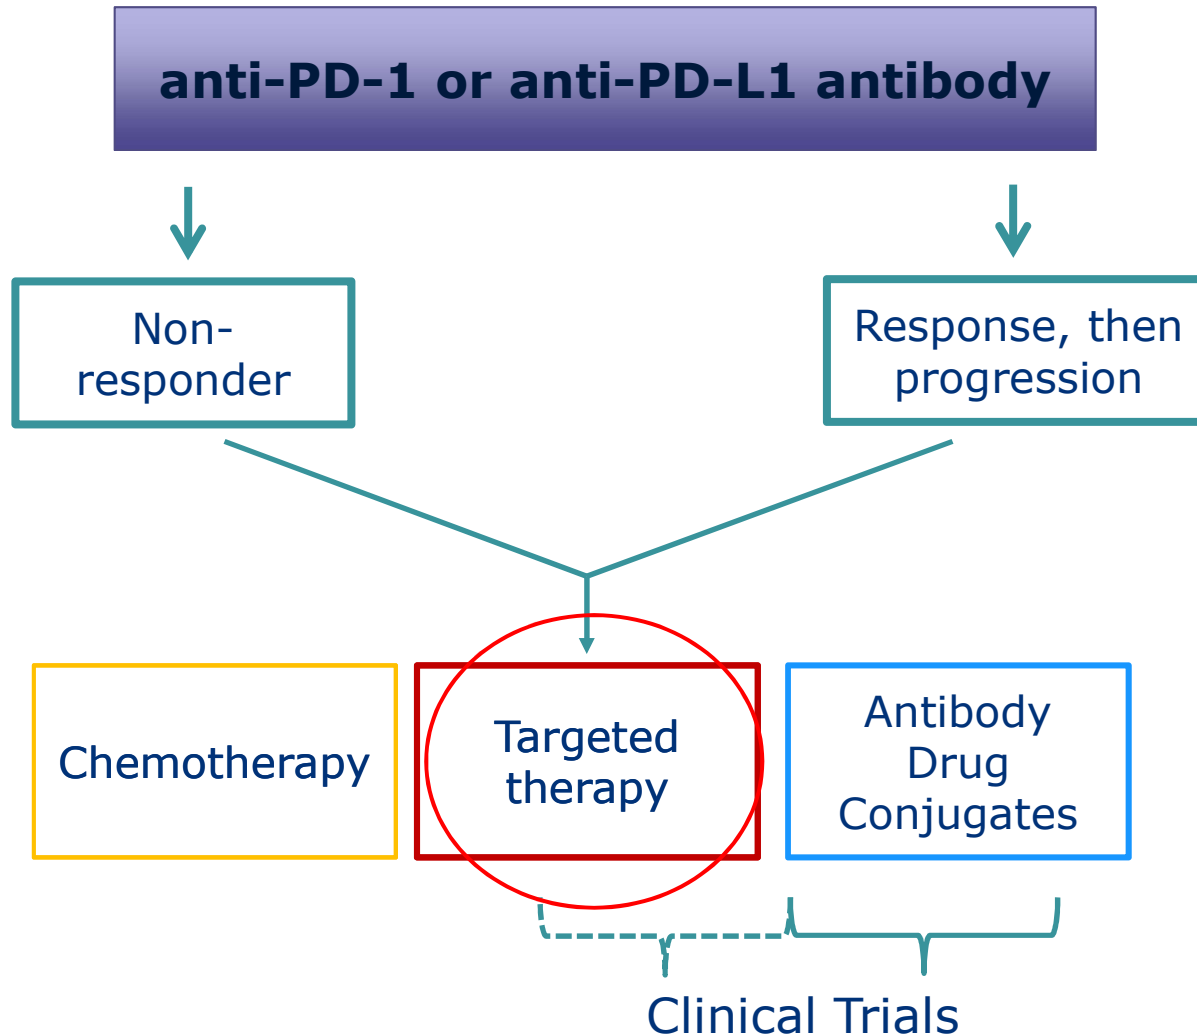 anti-PD-1 or anti-PD-L1 antibody
Non-
responder
Response, then
progression
Chemotherapy
Targeted
therapy
Antibody
Drug
Conjugates
Clinical Trials